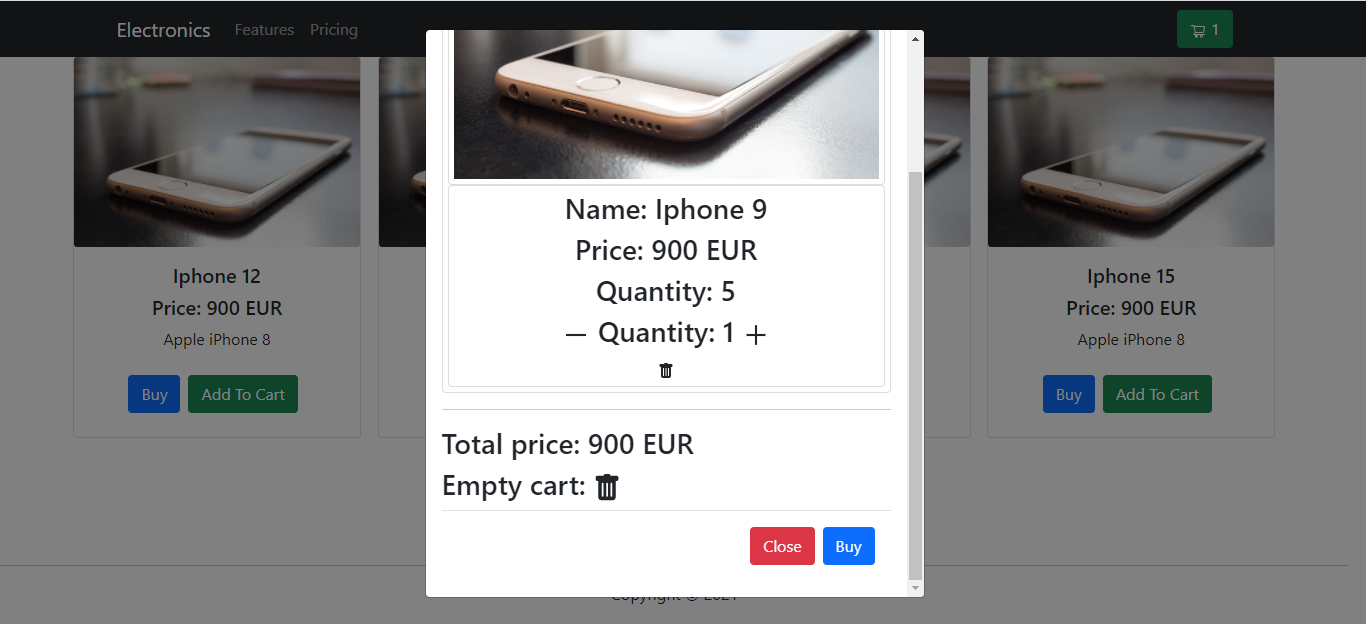 Electronics Features Pricing 1
Name: Iphone 9
Price: 900 EUR
Quantity: 5
— Quantity: 1 +
Total price: 900 EUR
Empty cart:
Close Buy
Iphone 12
Price: 900 EUR
Apple iPhone 8
Buy Add To Cart
Iphone 15
Price: 900 EUR
Apple iPhone 8
Buy Add To Cart